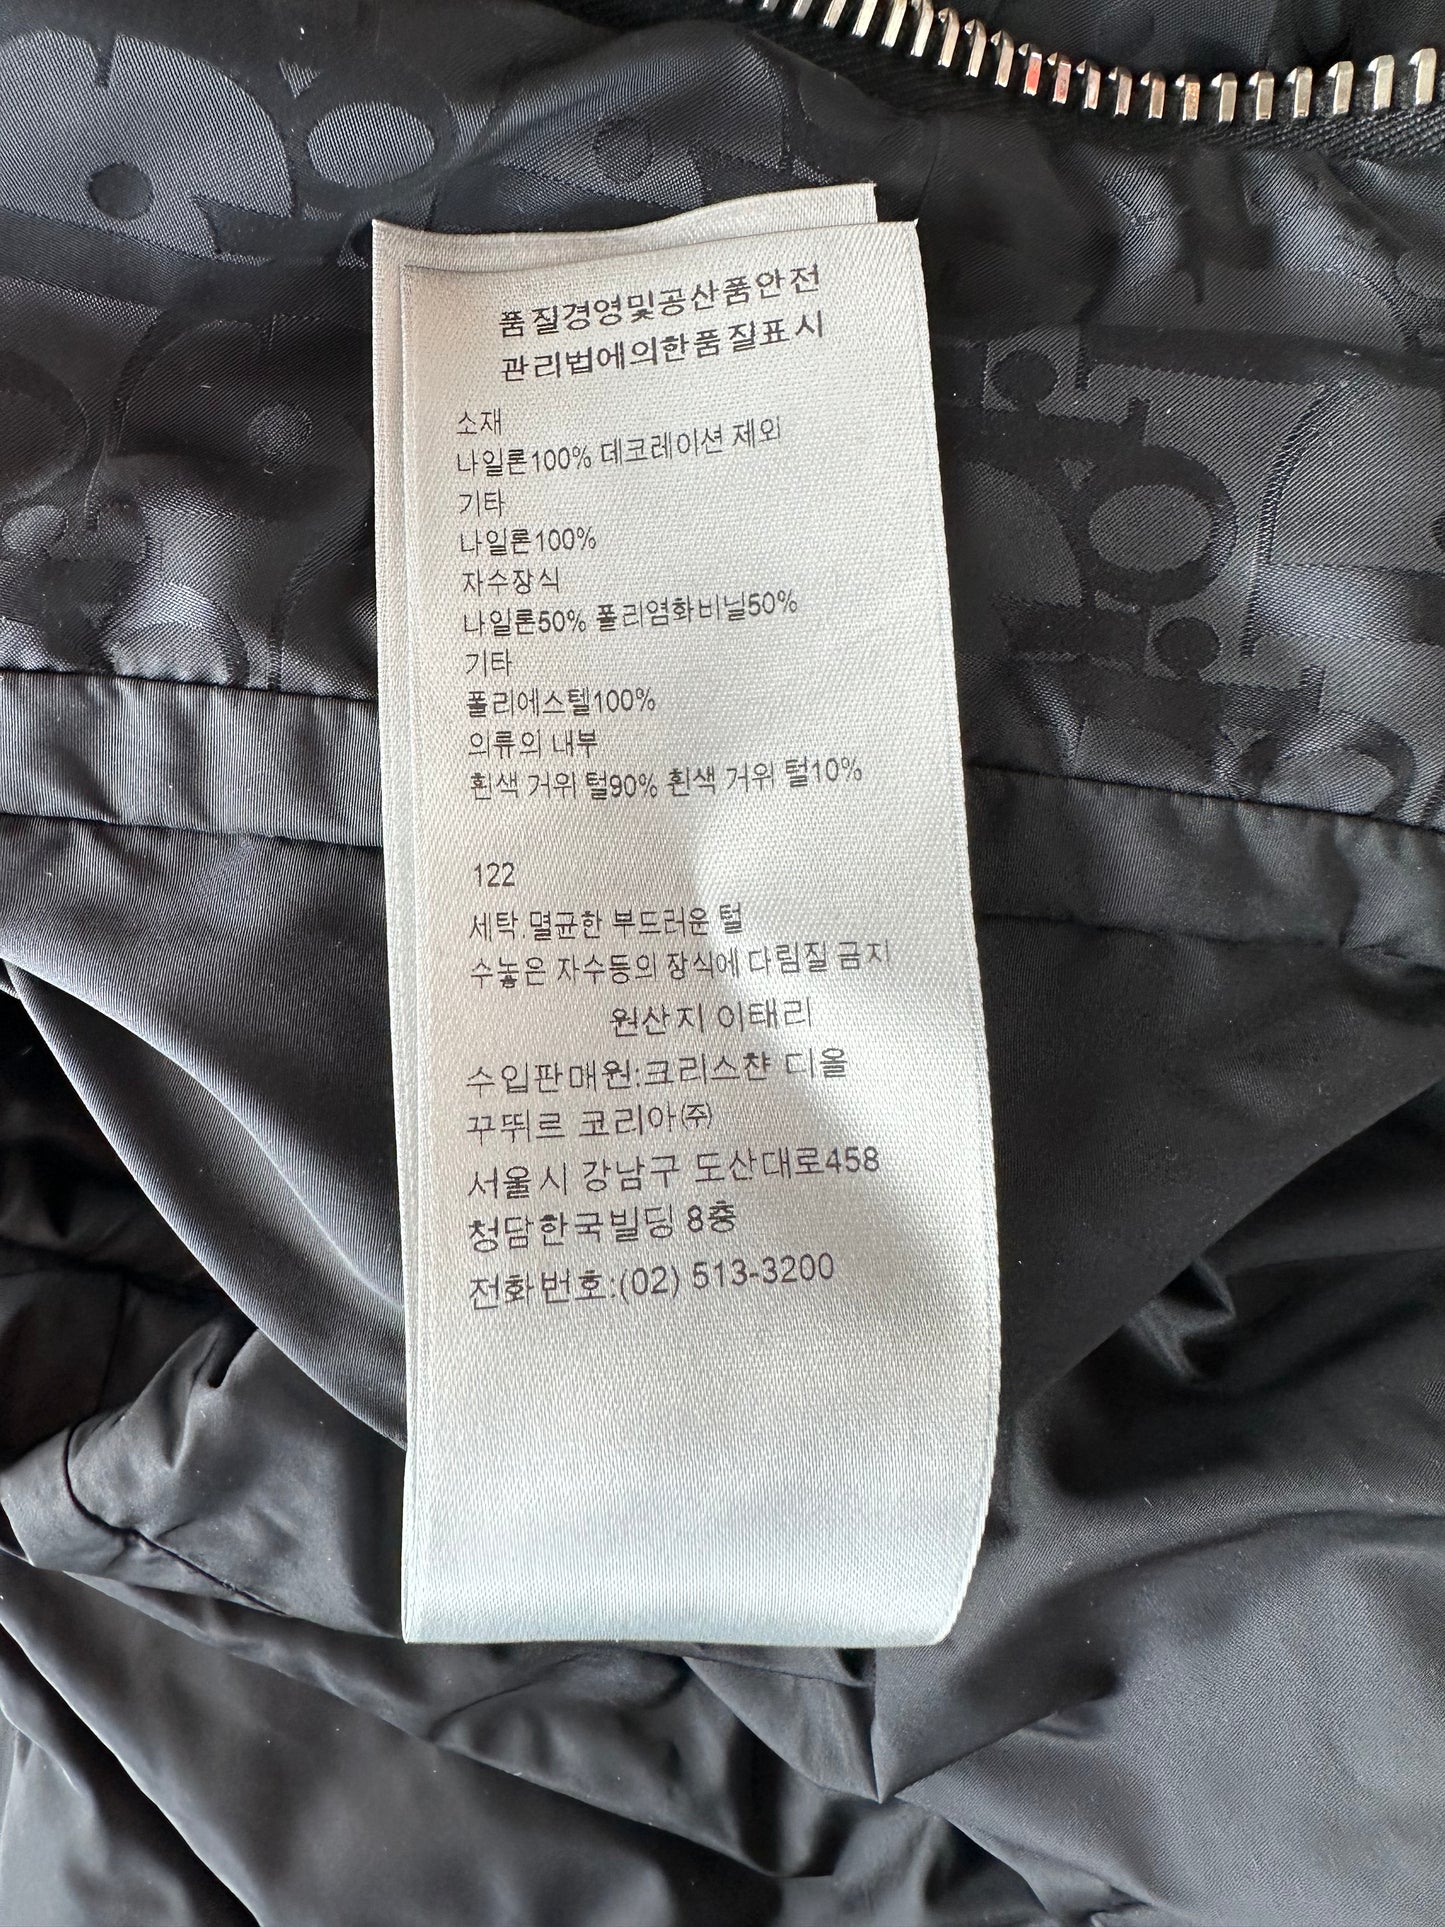 품질경영및공산품안전
관리법에의한품질표시
소재
나일론100% 데코레이션 제외
기타
나일론100%
자수장식
나일론50% 폴리염화비닐50%
기타
폴리에스텔100%
의류의 내부
흰색 거위 털90% 흰색 거위 털10%
122
세탁.멸균한 부드러운 털
수놓은 자수등의 장식에 다림질 금지
원산지 이태리
수입판매원:크리스챤 디올
꾸뛰르 코리아㈜
서울시 강남구 도산대로458
청담한국빌딩 8층
전화번호:(02) 513-3200